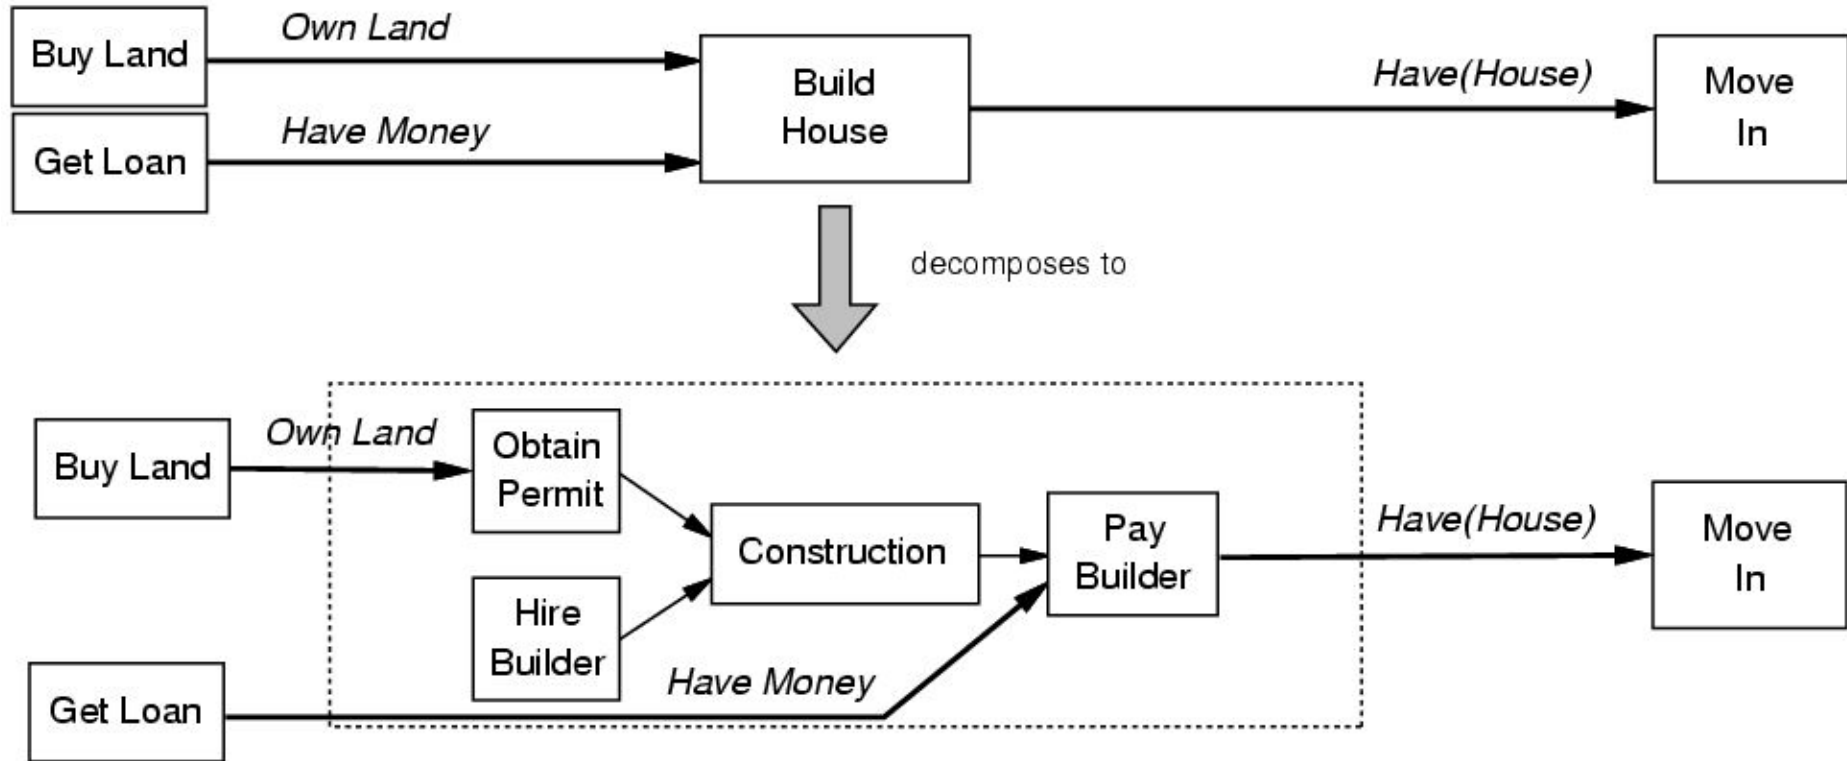 Buy Land
Own Land
Get Loan
Have Money
Build
House
Have(House)
Move
In
decomposes to
Buy Land
Own Land
Obtain
Permit
Hire
Builder
Construction
Pay
Builder
Have(House)
Move
In
Get Loan
Have Money